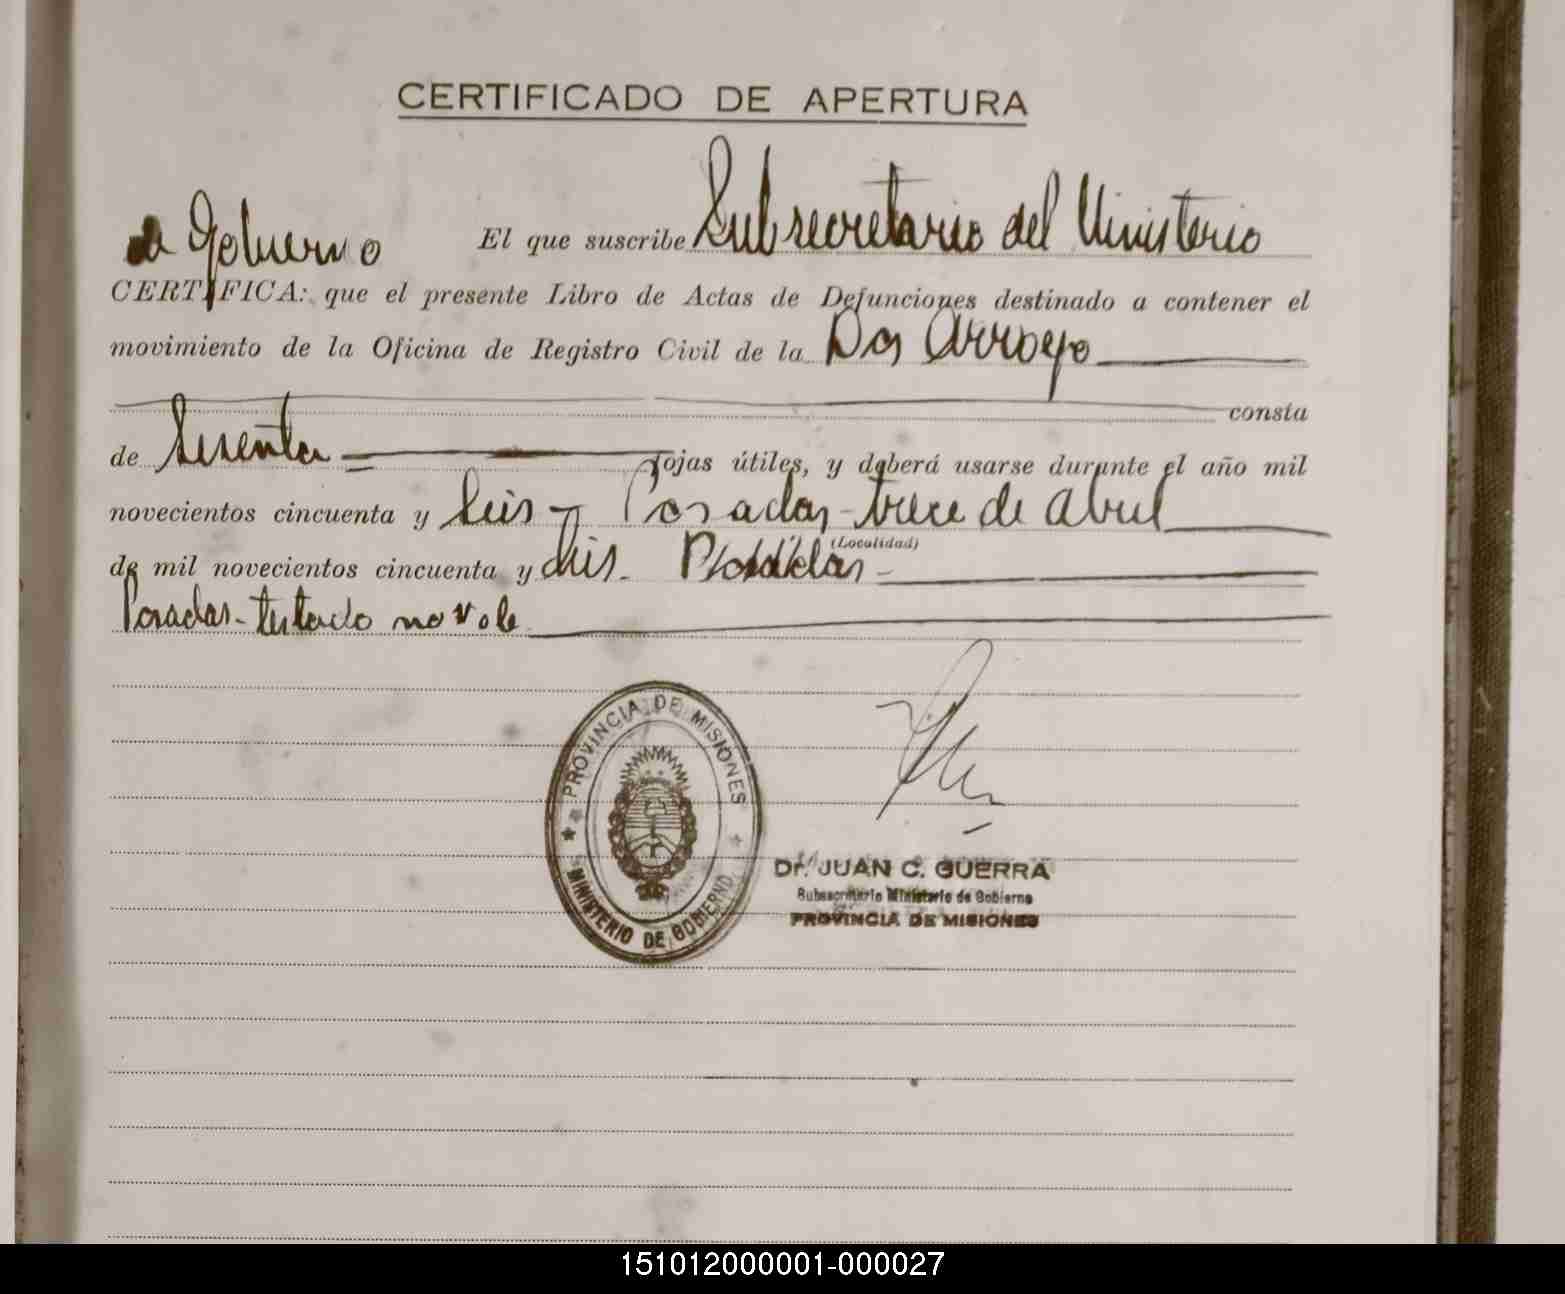 CERTIFICADO DE APERTURA
El que suscribe Subsecretario del Ministerio
de Gobierno
CERTIFICA: que el presente Libro de Actas de Defunciones destinado a contener el
movimiento de la Oficina de Registro Civil de la Dos Arroyo
consta
de Sesenta fojas útiles, y deberá usarse durante el año mil
novecientos cincuenta y seis - Posadas - trece de abril
(Localidad)
de mil novecientos cincuenta y seis. Posadas -
Posadas - testado no vale
PROVINCIA DE MISIONES
MINISTERIO DE GOBIERNO
Dr. JUAN C. GUERRA
Subsecretario Ministerio de Gobierno
PROVINCIA DE MISIONES
151012000001-000027